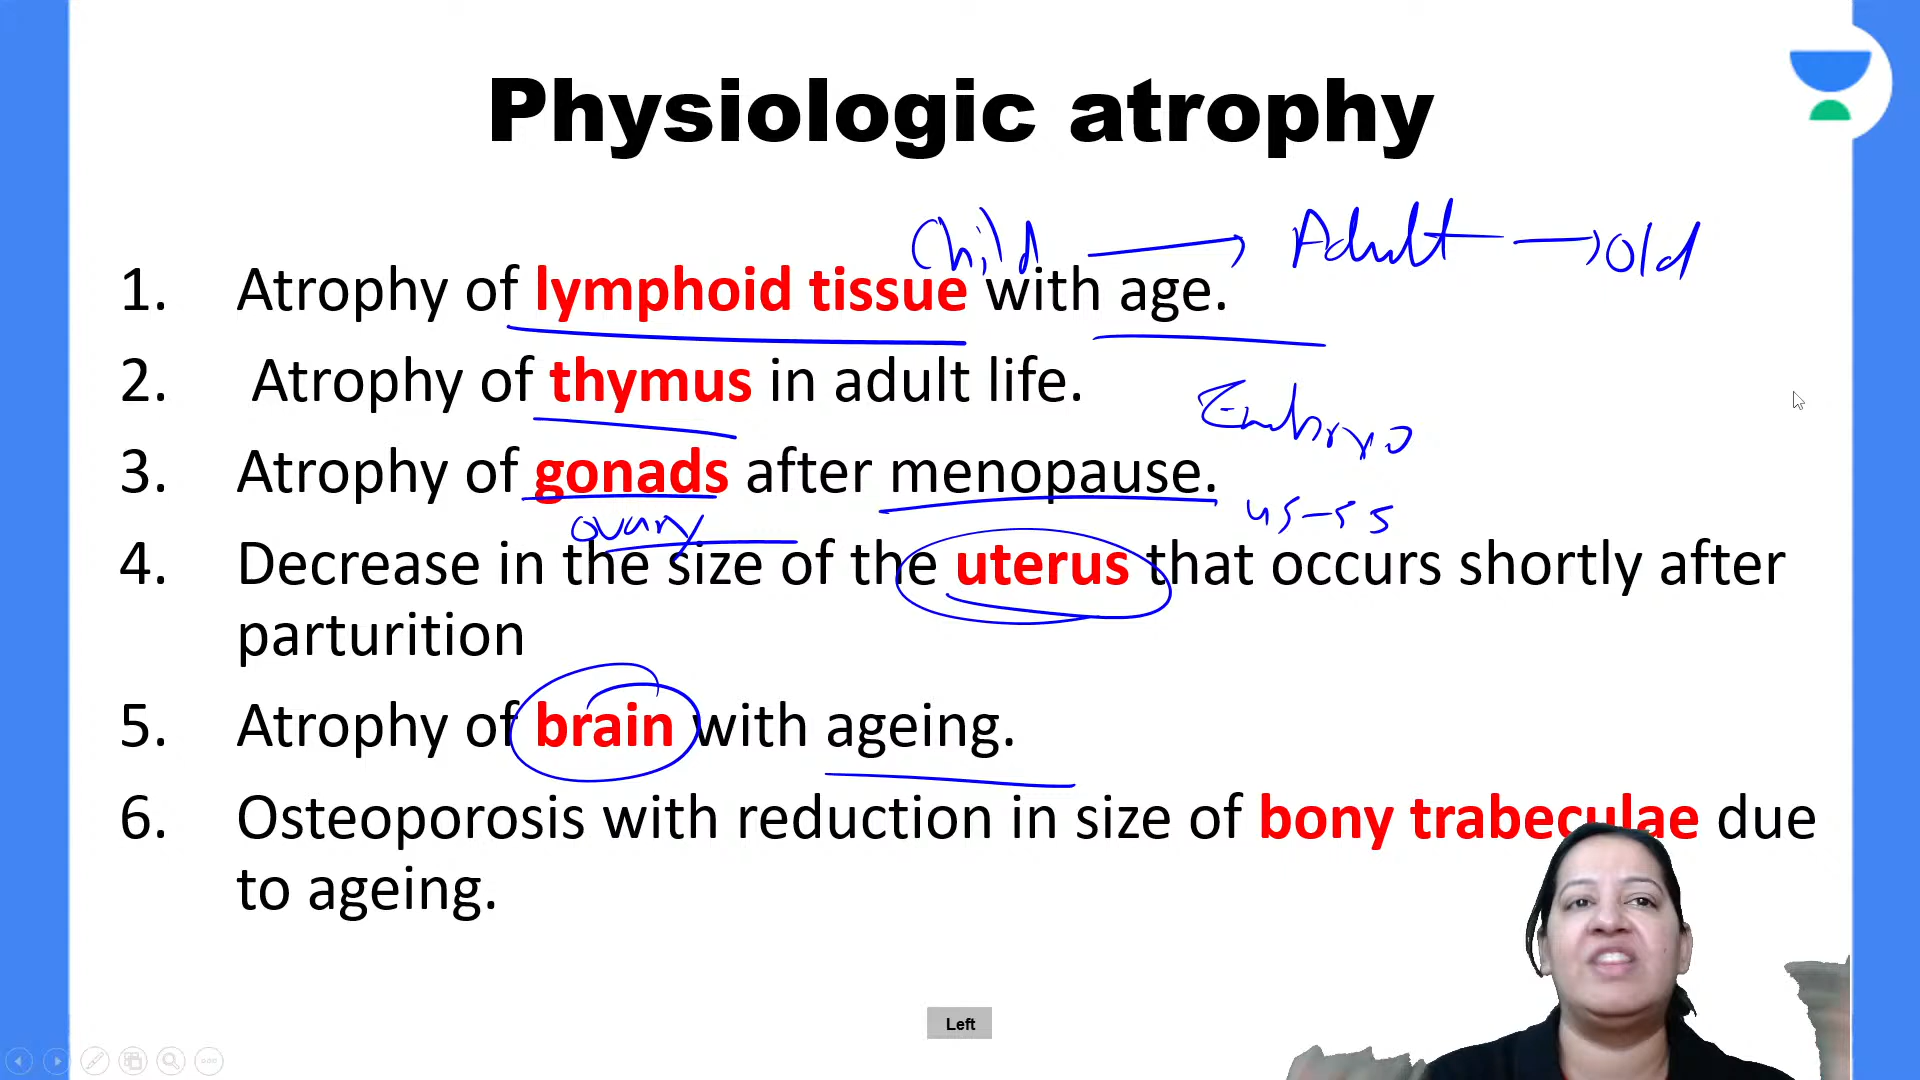 Physiologic atrophy
Child → Adult → Old
1. Atrophy of lymphoid tissue with age.
2. Atrophy of thymus in adult life.
Embryo
3. Atrophy of gonads after menopause.
ovary
45-55
4. Decrease in the size of the uterus that occurs shortly after
parturition
5. Atrophy of brain with ageing.
6. Osteoporosis with reduction in size of bony trabeculae due
to ageing.
Left